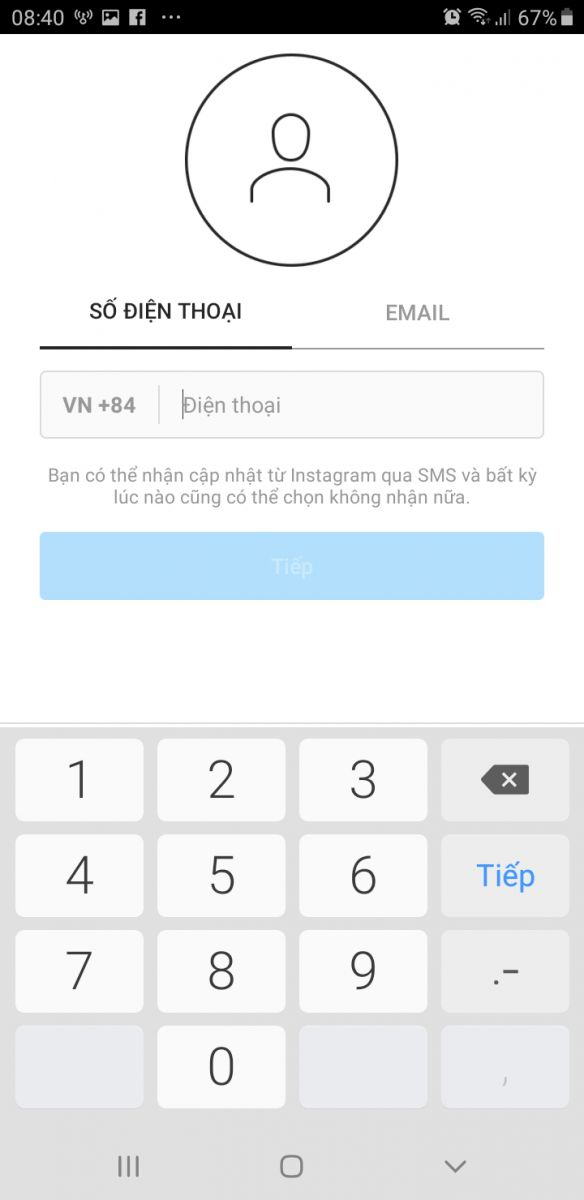 08:40 67%
SỐ ĐIỆN THOẠI EMAIL
VN +84 Điện thoại
Bạn có thể nhận cập nhật từ Instagram qua SMS và bất kỳ
lúc nào cũng có thể chọn không nhận nữa.
Tiếp
1 2 3
4 5 6 Tiếp
7 8 9 .-
0 ,